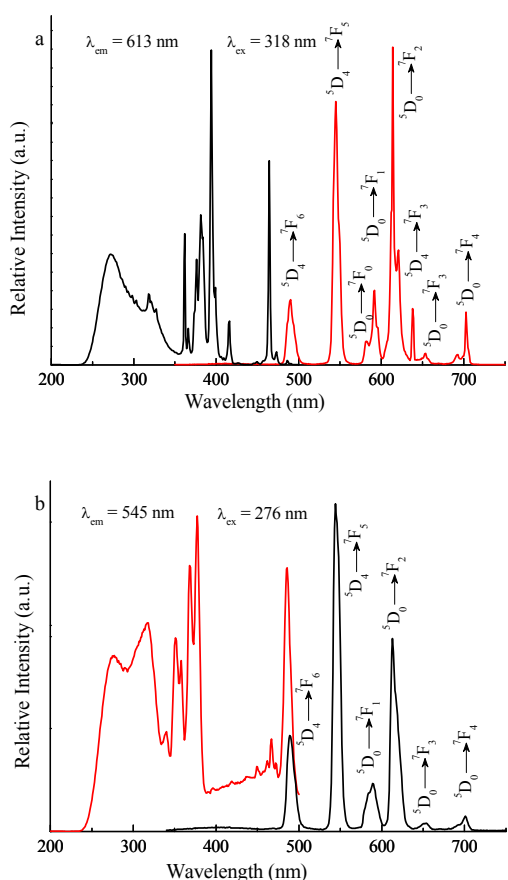 a
λem = 613 nm
λex = 318 nm
⁵D₄→⁷F₆
⁵D₄→⁷F₅
⁵D₀→⁷F₀
⁵D₀→⁷F₁
⁵D₀→⁷F₂
⁵D₄→⁷F₃
⁵D₀→⁷F₃
⁵D₀→⁷F₄
Relative Intensity (a.u.)
200 300 400 500 600 700
Wavelength (nm)
b
λem = 545 nm
λex = 276 nm
⁵D₄→⁷F₆
⁵D₄→⁷F₅
⁵D₀→⁷F₁
⁵D₀→⁷F₂
⁵D₀→⁷F₃
⁵D₀→⁷F₄
Relative Intensity (a.u.)
200 300 400 500 600 700
Wavelength (nm)